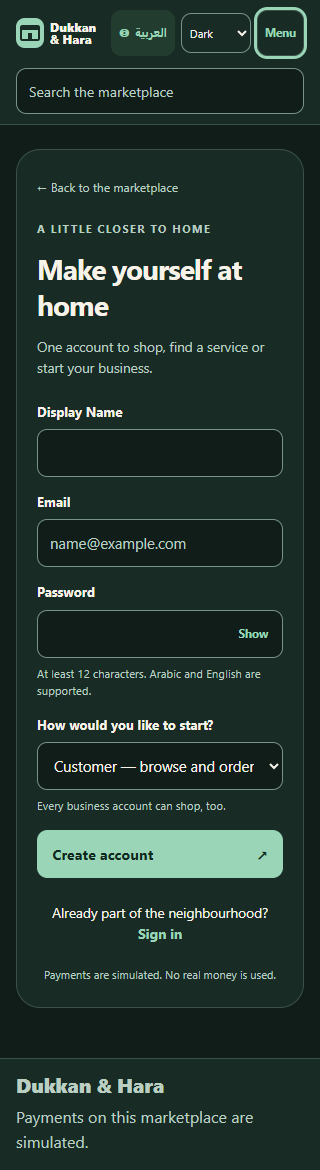 Dukkan
& Hara
العربية
Dark
Menu
Search the marketplace
← Back to the marketplace
A LITTLE CLOSER TO HOME
Make yourself at
home
One account to shop, find a service or
start your business.
Display Name
Email
name@example.com
Password
Show
At least 12 characters. Arabic and English are
supported.
How would you like to start?
Customer — browse and order
Every business account can shop, too.
Create account ↗
Already part of the neighbourhood?
Sign in
Payments are simulated. No real money is used.
Dukkan & Hara
Payments on this marketplace are
simulated.